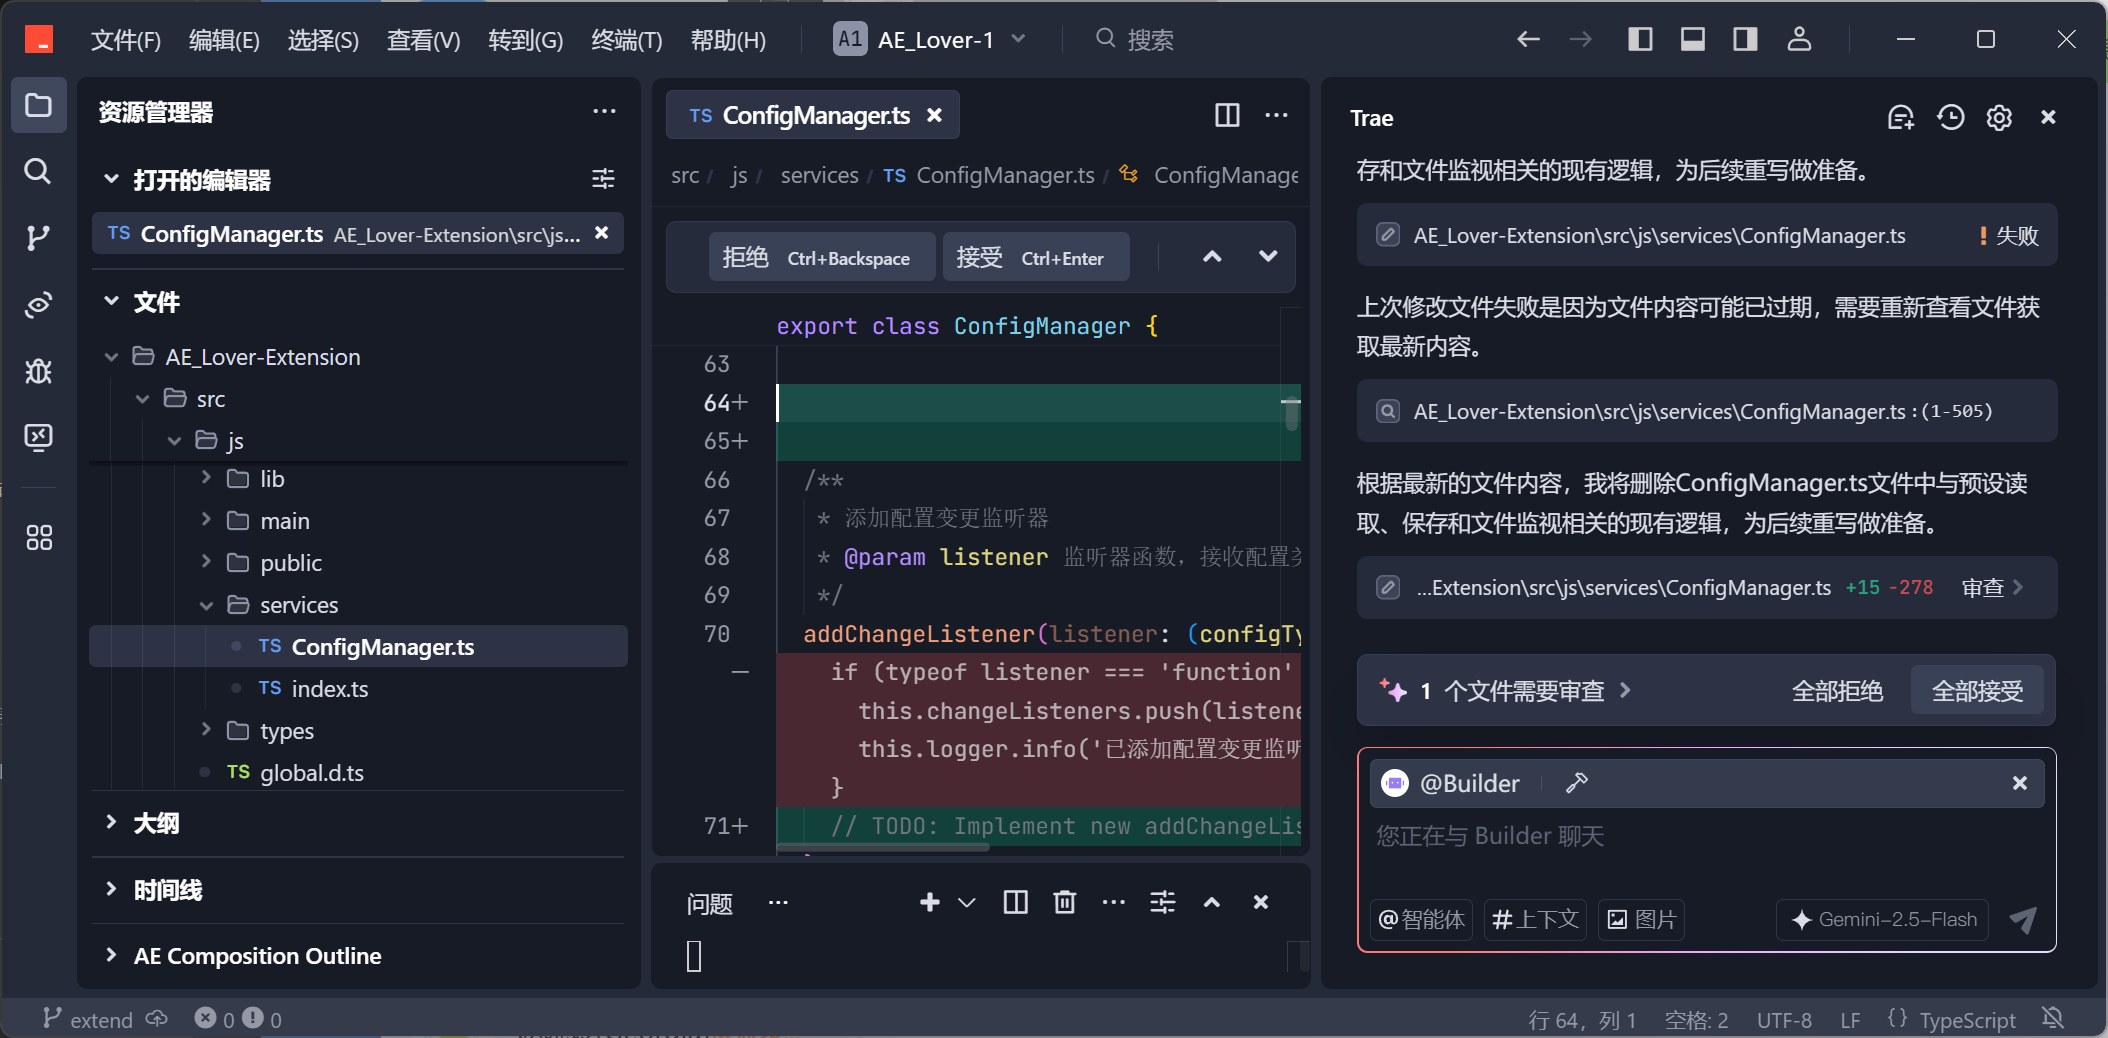 文件(F) 编辑(E) 选择(S) 查看(V) 转到(G) 终端(T) 帮助(H) A1 AE_Lover-1 搜索
资源管理器
打开的编辑器
TS ConfigManager.ts AE_Lover-Extension\src\js...
文件
AE_Lover-Extension
src
js
lib
main
public
services
TS ConfigManager.ts
TS index.ts
types
TS global.d.ts
大纲
时间线
AE Composition Outline
TS ConfigManager.ts
src / js / services / TS ConfigManager.ts / ConfigManage
拒绝 Ctrl+Backspace 接受 Ctrl+Enter
export class ConfigManager {
63
64+
65+
66 /**
67 * 添加配置变更监听器
68 * @param listener 监听器函数，接收配置
69 */
70 addChangeListener(listener: (configTy
— if (typeof listener === 'function'
this.changeListeners.push(listene
this.logger.info('已添加配置变更监听
}
71+ // TODO: Implement new addChangeLis
问题
Trae
存和文件监视相关的现有逻辑，为后续重写做准备。
AE_Lover-Extension\src\js\services\ConfigManager.ts ! 失败
上次修改文件失败是因为文件内容可能已过期，需要重新查看文件获
取最新内容。
AE_Lover-Extension\src\js\services\ConfigManager.ts:(1-505)
根据最新的文件内容，我将删除ConfigManager.ts文件中与预设读
取、保存和文件监视相关的现有逻辑，为后续重写做准备。
...Extension\src\js\services\ConfigManager.ts +15 -278 审查
1 个文件需要审查 全部拒绝 全部接受
@Builder
您正在与 Builder 聊天
@智能体 #上下文 图片 Gemini-2.5-Flash
extend 0 0 行 64，列 1 空格: 2 UTF-8 LF {} TypeScript